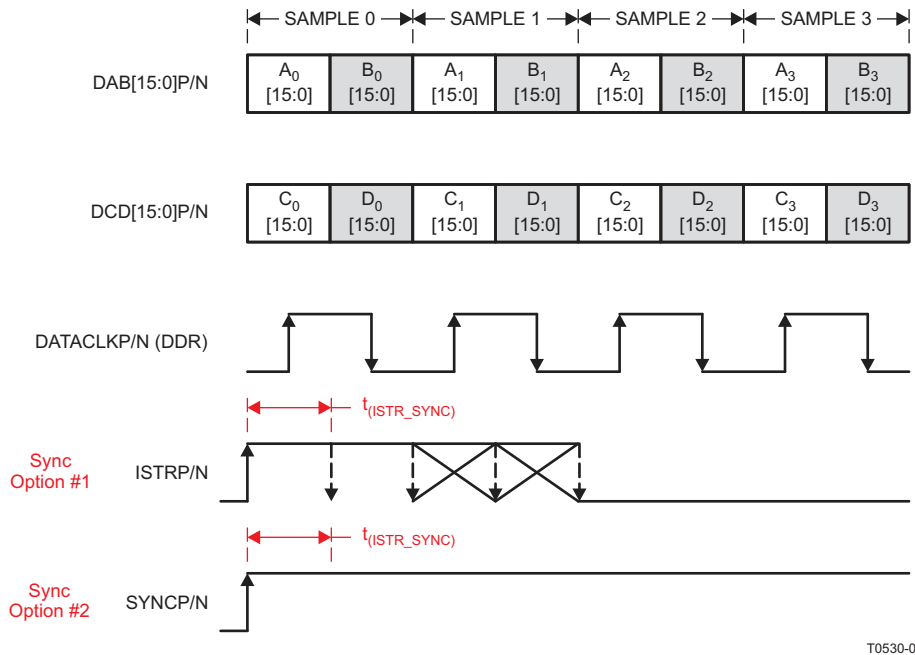 SAMPLE 0 SAMPLE 1 SAMPLE 2 SAMPLE 3
DAB[15:0]P/N
A0 B0 A1 B1 A2 B2 A3 B3
[15:0] [15:0] [15:0] [15:0] [15:0] [15:0] [15:0] [15:0]
DCD[15:0]P/N
C0 D0 C1 D1 C2 D2 C3 D3
[15:0] [15:0] [15:0] [15:0] [15:0] [15:0] [15:0] [15:0]
DATACLKP/N (DDR)
t(ISTR_SYNC)
Sync
Option #1
ISTRP/N
t(ISTR_SYNC)
Sync
Option #2
SYNCP/N
T0530-0